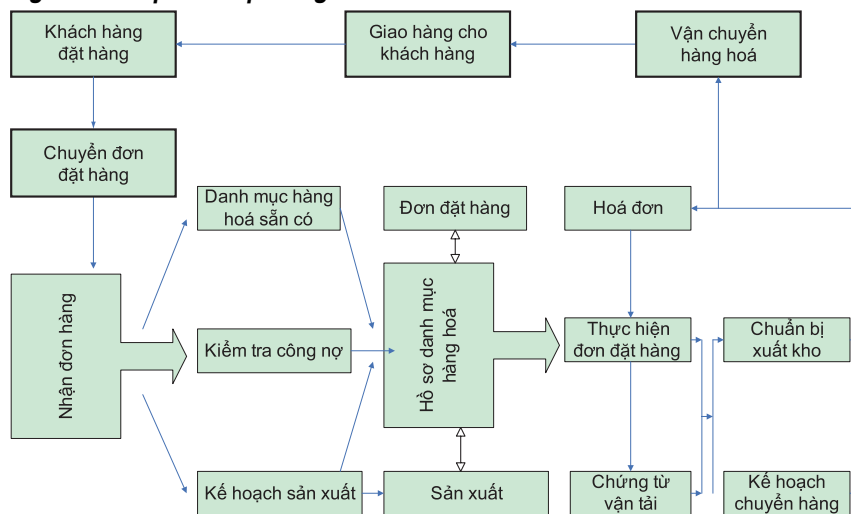 Khách hàng
đặt hàng
Giao hàng cho
khách hàng
Vận chuyển
hàng hoá
Chuyển đơn
đặt hàng
Danh mục hàng
hoá sẵn có
Đơn đặt hàng
Hoá đơn
Nhận đơn hàng
Kiểm tra công nợ
Hồ sơ danh mục
hàng hoá
Thực hiện
đơn đặt hàng
Chuẩn bị
xuất kho
Kế hoạch sản xuất
Sản xuất
Chứng từ
vận tải
Kế hoạch
chuyển hàng